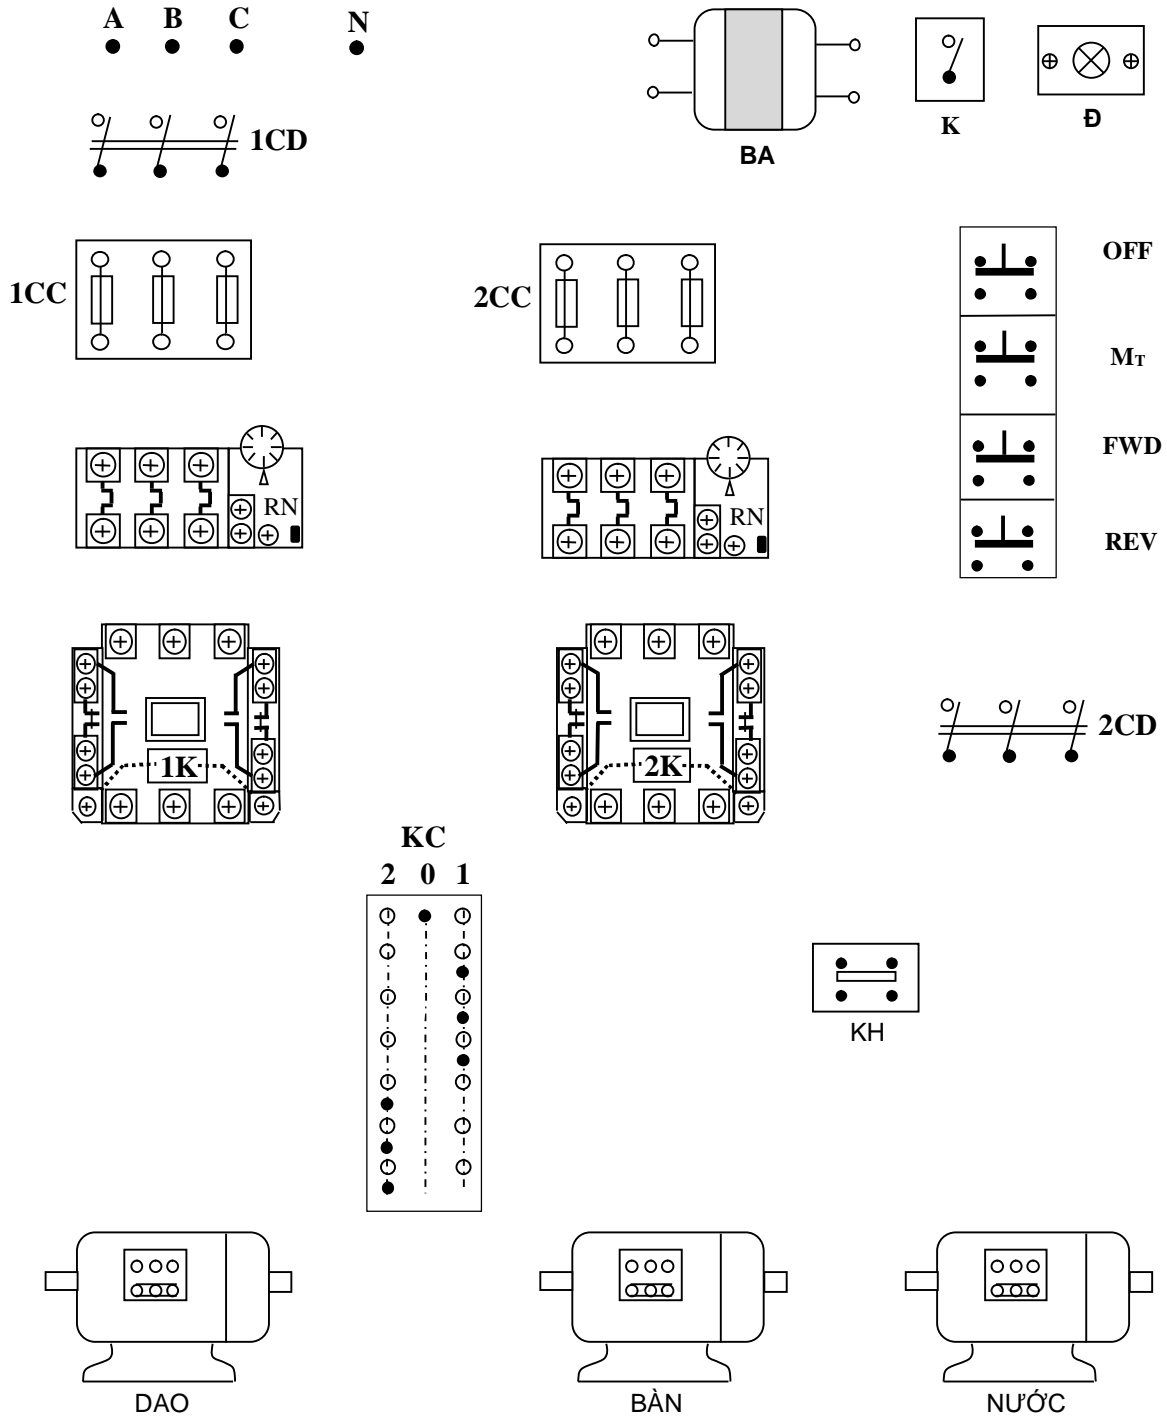 A B C N
K
Đ
BA
1CD
OFF
1CC
2CC
MT
FWD
RN
RN
REV
2CD
1K
2K
KC
2 0 1
KH
DAO
BÀN
NƯỚC